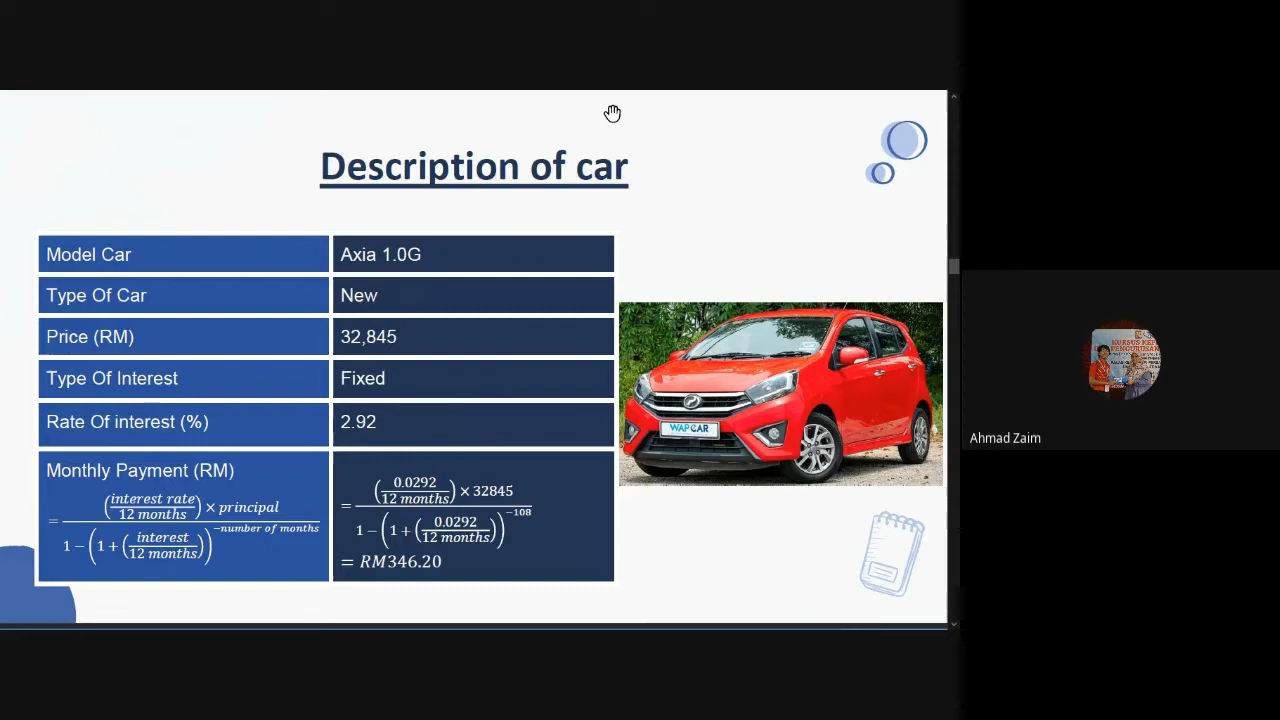 Description of car
Model Car
Axia 1.0G
Type Of Car
New
Price (RM)
32,845
Type Of Interest
Fixed
Rate Of interest (%)
2.92
Monthly Payment (RM)
= (interest rate / 12 months) × principal / 1 − (1 + (interest / 12 months))^−number of months
= (0.0292 / 12 months) × 32845 / 1 − (1 + (0.0292 / 12 months))^−108
= RM346.20
WAPCAR
Ahmad Zaim